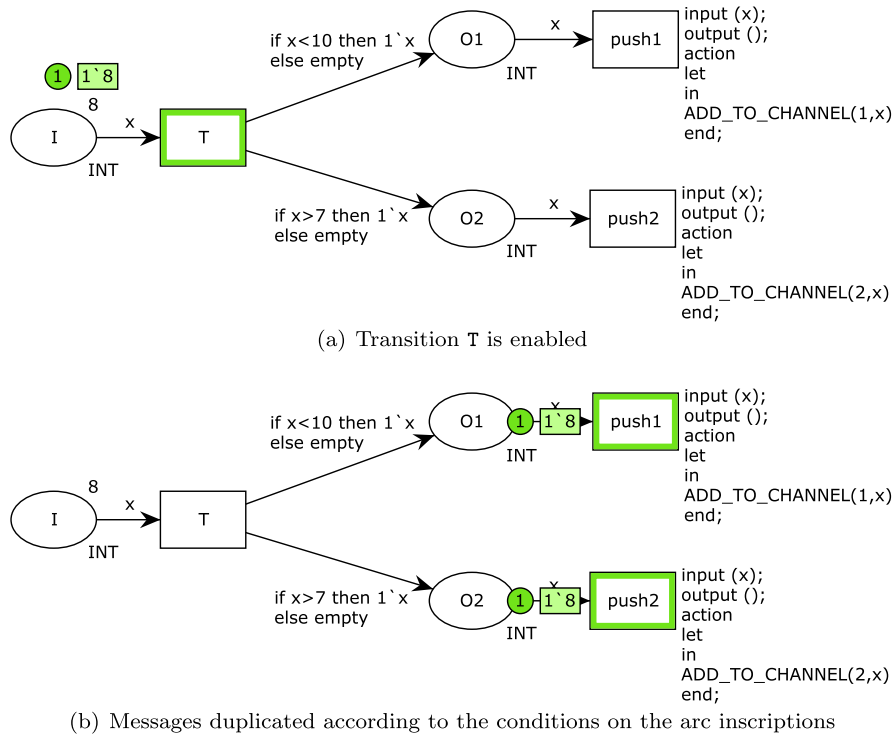 if x<10 then 1`x
else empty
O1
x
INT
push1
input (x);
output ();
action
let
in
ADD_TO_CHANNEL(1,x)
end;
1
1`8
8
I
x
INT
T
if x>7 then 1`x
else empty
O2
x
INT
push2
input (x);
output ();
action
let
in
ADD_TO_CHANNEL(2,x)
end;
(a) Transition T is enabled
if x<10 then 1`x
else empty
O1
1
x
1`8
INT
push1
input (x);
output ();
action
let
in
ADD_TO_CHANNEL(1,x)
end;
8
I
x
INT
T
if x>7 then 1`x
else empty
O2
1
x
1`8
INT
push2
input (x);
output ();
action
let
in
ADD_TO_CHANNEL(2,x)
end;
(b) Messages duplicated according to the conditions on the arc inscriptions